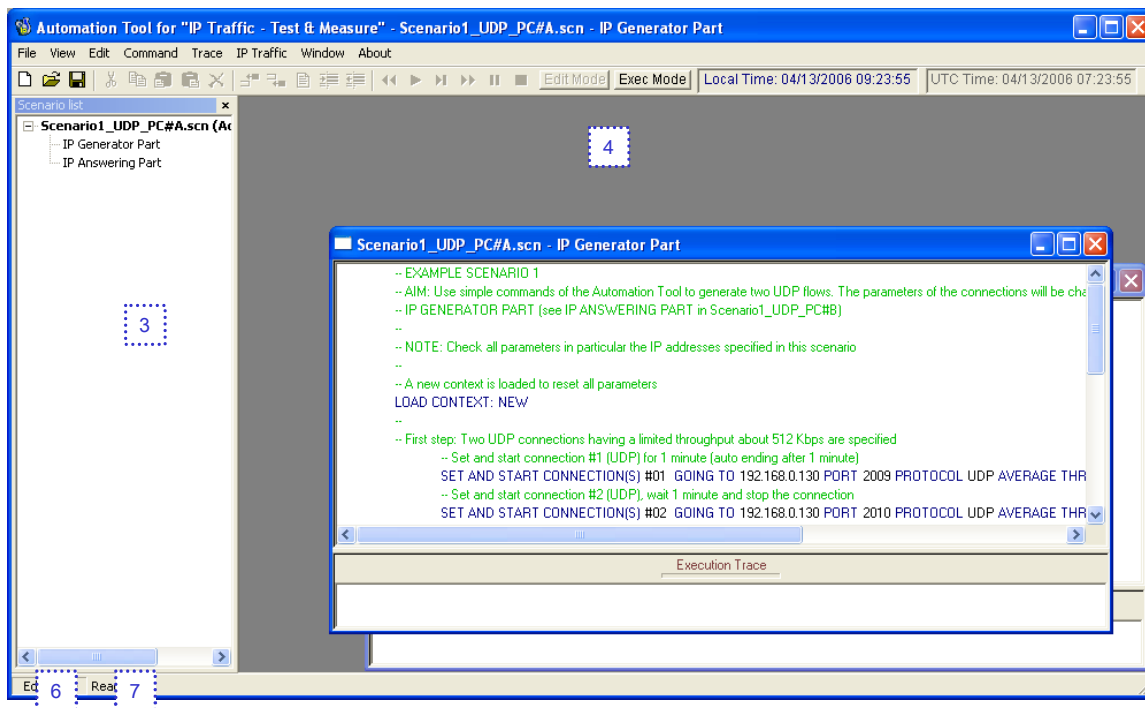 Automation Tool for "IP Traffic - Test & Measure" - Scenario1_UDP_PC#A.scn - IP Generator Part
File View Edit Command Trace IP Traffic Window About
Edit Mode Exec Mode Local Time: 04/13/2006 09:23:55 UTC Time: 04/13/2006 07:23:55
Scenario list
Scenario1_UDP_PC#A.scn (Ac
IP Generator Part
IP Answering Part
3
4
Scenario1_UDP_PC#A.scn - IP Generator Part
-- EXAMPLE SCENARIO 1
-- AIM: Use simple commands of the Automation Tool to generate two UDP flows. The parameters of the connections will be cha
-- IP GENERATOR PART (see IP ANSWERING PART in Scenario1_UDP_PC#B)
--
-- NOTE: Check all parameters in particular the IP addresses specified in this scenario
--
-- A new context is loaded to reset all parameters
LOAD CONTEXT: NEW
--
-- First step: Two UDP connections having a limited throughput about 512 Kbps are specified
-- Set and start connection #1 (UDP) for 1 minute (auto ending after 1 minute)
SET AND START CONNECTION(S) #01 GOING TO 192.168.0.130 PORT 2009 PROTOCOL UDP AVERAGE THR
-- Set and start connection #2 (UDP), wait 1 minute and stop the connection
SET AND START CONNECTION(S) #02 GOING TO 192.168.0.130 PORT 2010 PROTOCOL UDP AVERAGE THR
Execution Trace
Ed 6 Rea 7